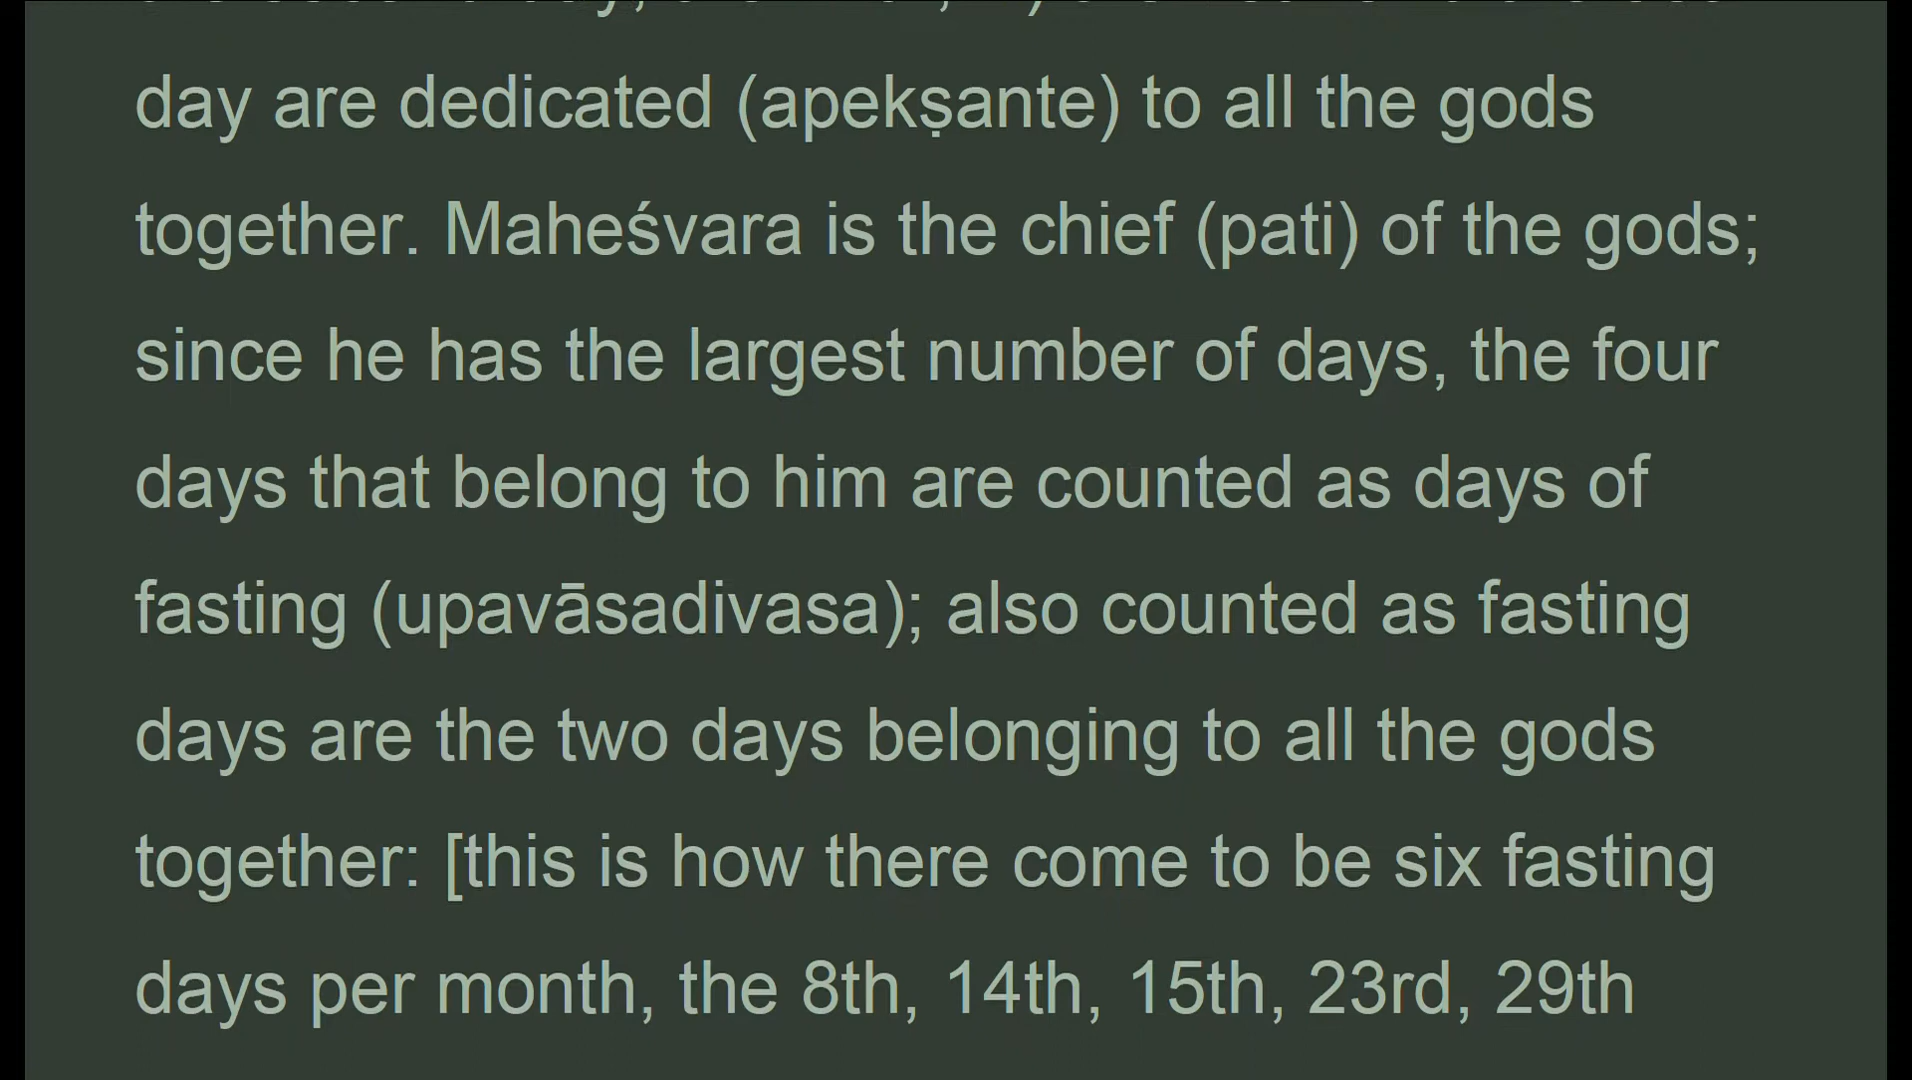 day are dedicated (apekṣante) to all the gods
together. Maheśvara is the chief (pati) of the gods;
since he has the largest number of days, the four
days that belong to him are counted as days of
fasting (upavāsadivasa); also counted as fasting
days are the two days belonging to all the gods
together: [this is how there come to be six fasting
days per month, the 8th, 14th, 15th, 23rd, 29th